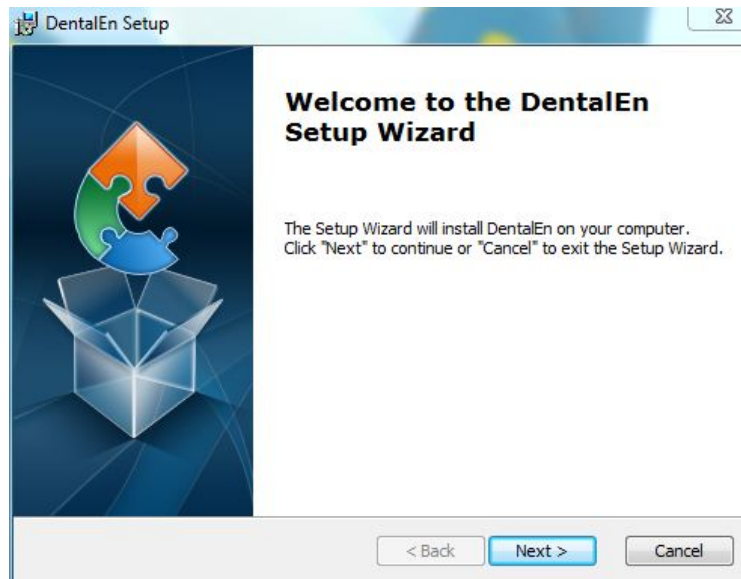 DentalEn Setup
Welcome to the DentalEn
Setup Wizard
The Setup Wizard will install DentalEn on your computer.
Click "Next" to continue or "Cancel" to exit the Setup Wizard.
< Back Next > Cancel